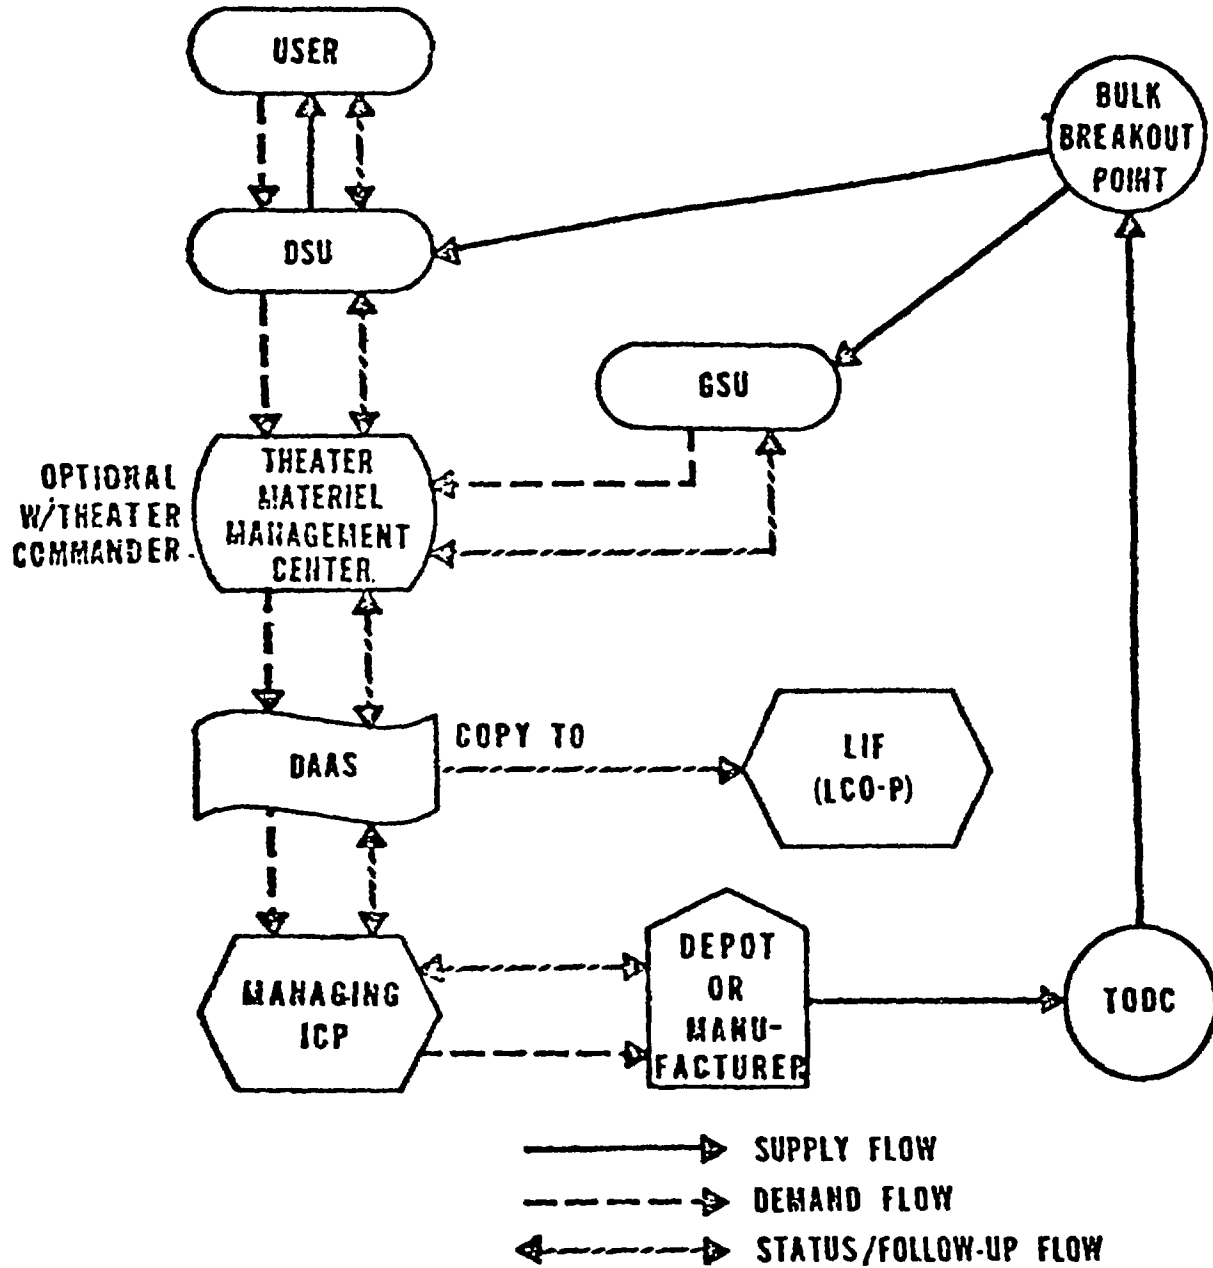 USER
BULK
BREAKOUT
POINT
DSU
GSU
OPTIONAL
W/THEATER
COMMANDER
THEATER
MATERIEL
MANAGEMENT
CENTER
DAAS
COPY TO
LIF
(LCO-P)
MANAGING
ICP
DEPOT
OR
MANU-
FACTURER
TODC
SUPPLY FLOW
DEMAND FLOW
STATUS/FOLLOW-UP FLOW